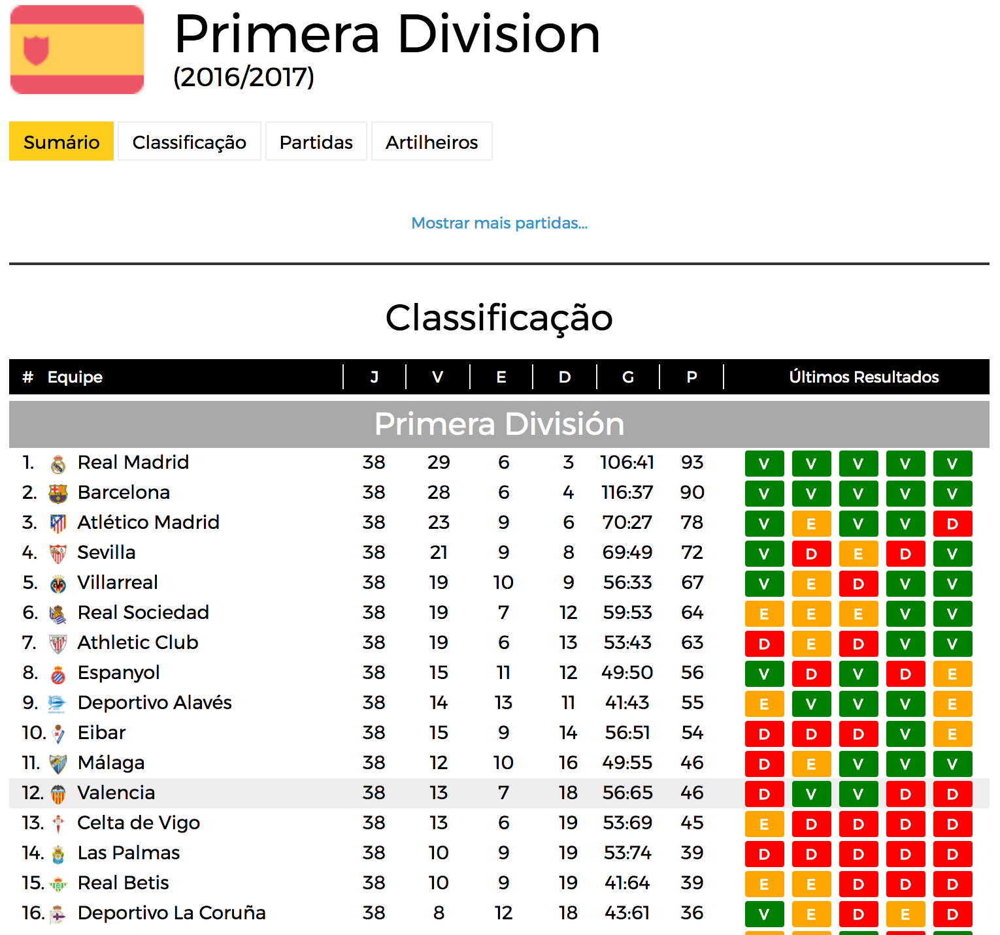 Primera Division
(2016/2017)
Sumário Classificação Partidas Artilheiros
Mostrar mais partidas...
Classificação
# Equipe J V E D G P Últimos Resultados
Primera División
1. Real Madrid 38 29 6 3 106:41 93 V V V V V
2. Barcelona 38 28 6 4 116:37 90 V V V V V
3. Atlético Madrid 38 23 9 6 70:27 78 V E V V D
4. Sevilla 38 21 9 8 69:49 72 V D E D V
5. Villarreal 38 19 10 9 56:33 67 V E D V V
6. Real Sociedad 38 19 7 12 59:53 64 E E E V V
7. Athletic Club 38 19 6 13 53:43 63 D E D V V
8. Espanyol 38 15 11 12 49:50 56 V D V D E
9. Deportivo Alavés 38 14 13 11 41:43 55 E V V V E
10. Eibar 38 15 9 14 56:51 54 D D D V E
11. Málaga 38 12 10 16 49:55 46 D E V V V
12. Valencia 38 13 7 18 56:65 46 D V V D D
13. Celta de Vigo 38 13 6 19 53:69 45 E D D D D
14. Las Palmas 38 10 9 19 53:74 39 D D D D D
15. Real Betis 38 10 9 19 41:64 39 E E D D D
16. Deportivo La Coruña 38 8 12 18 43:61 36 V E D E D